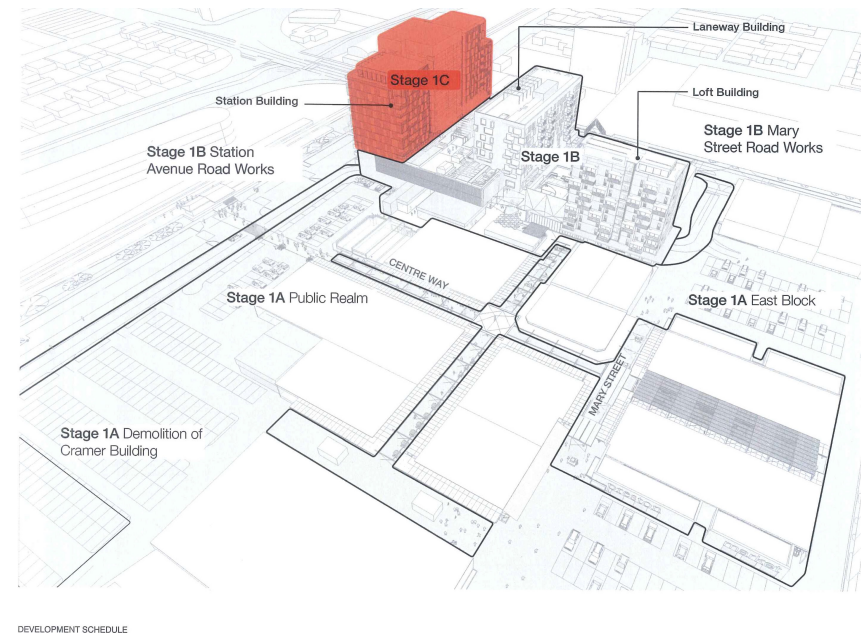 Laneway Building
Stage 1C
Station Building
Loft Building
Stage 1B Station
Avenue Road Works
Stage 1B
Stage 1B Mary
Street Road Works
CENTRE WAY
Stage 1A Public Realm
Stage 1A East Block
MARY STREET
Stage 1A Demolition of
Cramer Building
DEVELOPMENT SCHEDULE